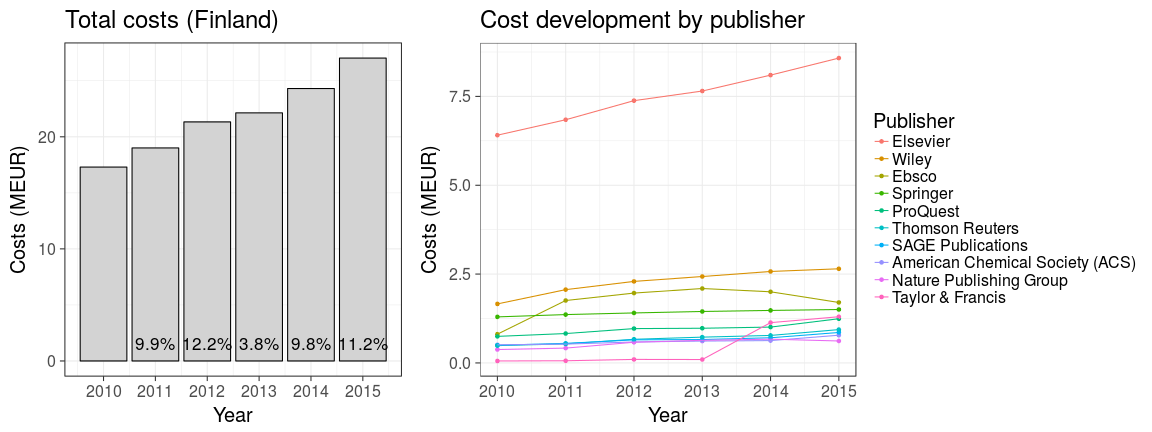 Total costs (Finland)
Costs (MEUR)
20
10
0
9.9%
12.2%
3.8%
9.8%
11.2%
2010
2011
2012
2013
2014
2015
Year
Cost development by publisher
Costs (MEUR)
7.5
5.0
2.5
0.0
2010
2011
2012
2013
2014
2015
Year
Publisher
Elsevier
Wiley
Ebsco
Springer
ProQuest
Thomson Reuters
SAGE Publications
American Chemical Society (ACS)
Nature Publishing Group
Taylor & Francis